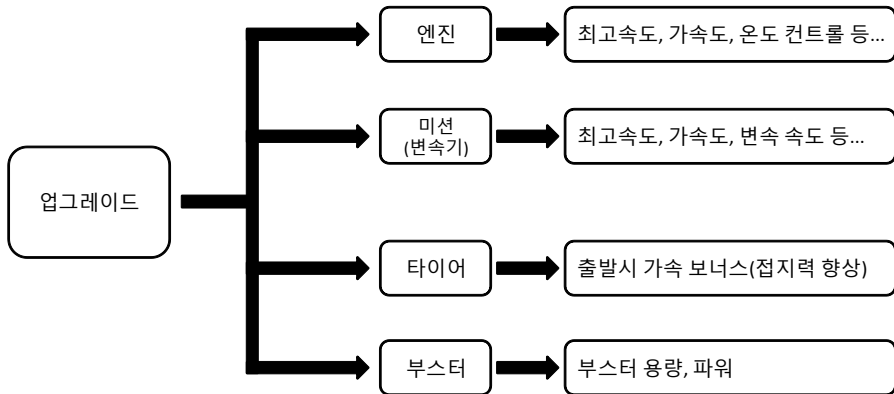 엔진
최고속도, 가속도, 온도 컨트롤 등...
미션
(변속기)
최고속도, 가속도, 변속 속도 등...
업그레이드
타이어
출발시 가속 보너스(접지력 향상)
부스터
부스터 용량, 파워